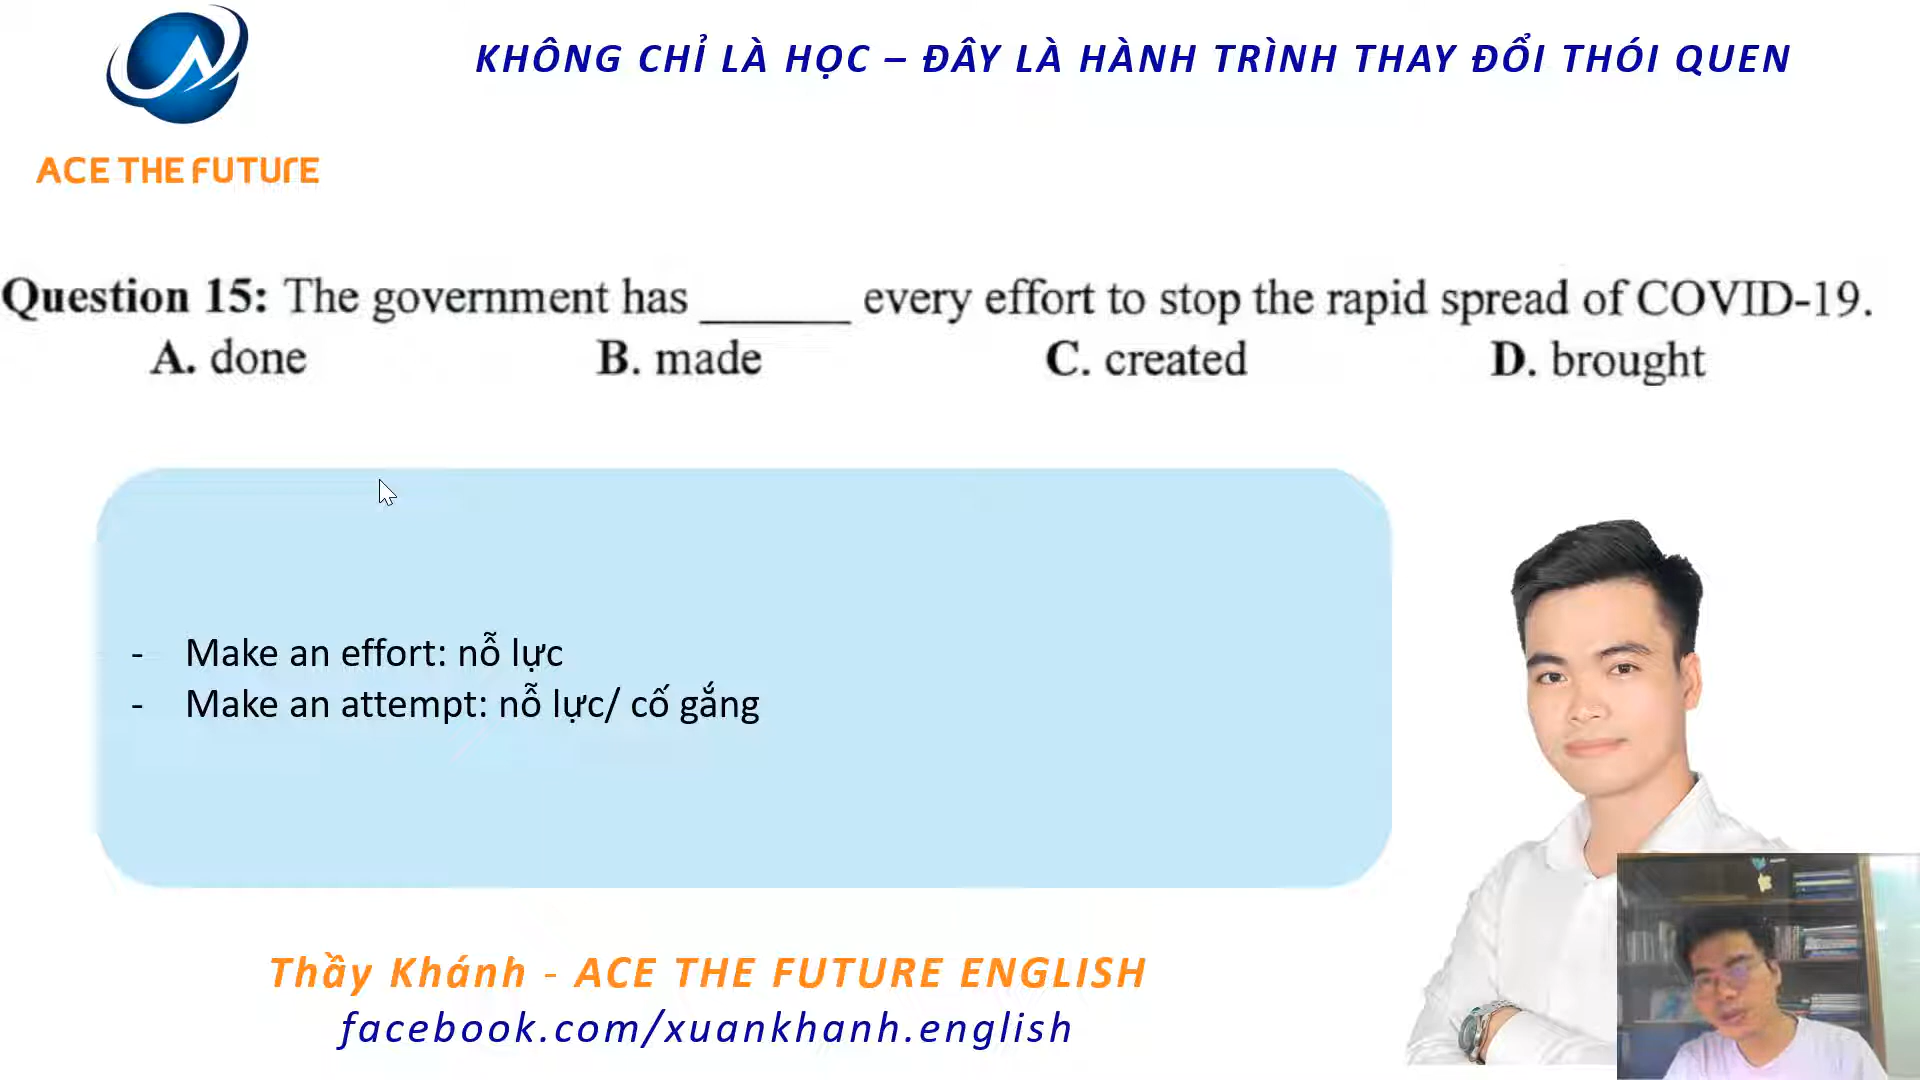 KHÔNG CHỈ LÀ HỌC – ĐÂY LÀ HÀNH TRÌNH THAY ĐỔI THÓI QUEN
ACE THE FUTURE
Question 15: The government has ______ every effort to stop the rapid spread of COVID-19.
A. done B. made C. created D. brought
- Make an effort: nỗ lực
- Make an attempt: nỗ lực/ cố gắng
Thầy Khánh - ACE THE FUTURE ENGLISH
facebook.com/xuankhanh.english